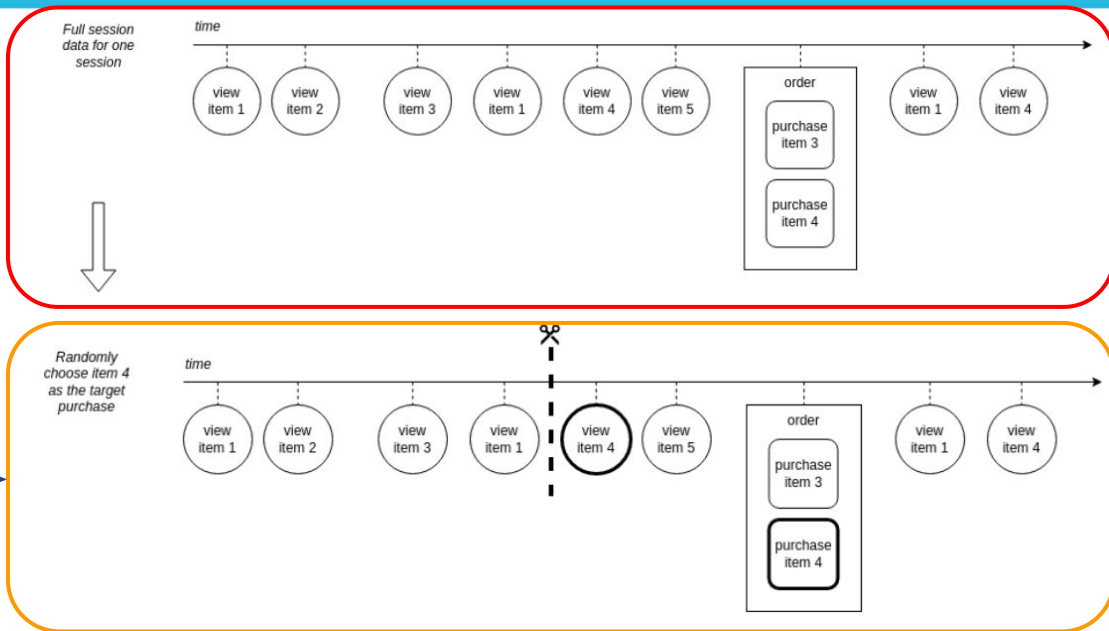 Full session
data for one
session
time
view
item 1
view
item 2
view
item 3
view
item 1
view
item 4
view
item 5
order
purchase
item 3
purchase
item 4
view
item 1
view
item 4
Randomly
choose item 4
as the target
purchase
time
view
item 1
view
item 2
view
item 3
view
item 1
view
item 4
view
item 5
order
purchase
item 3
purchase
item 4
view
item 1
view
item 4